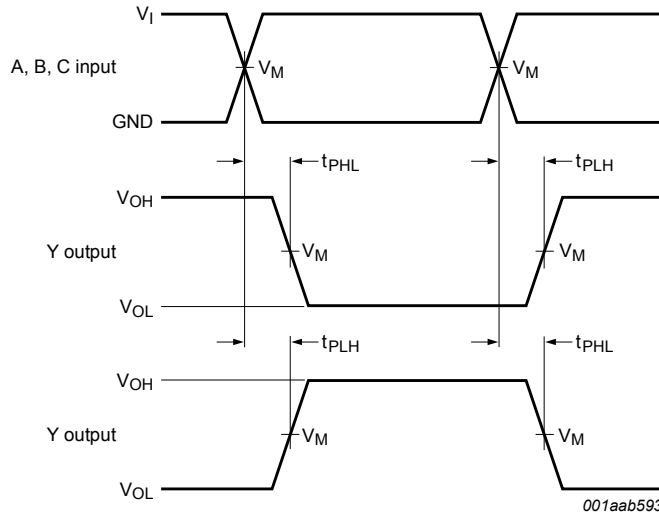 VI
A, B, C input
VM
VM
GND
tPHL
tPLH
VOH
Y output
VM
VM
VOL
tPLH
tPHL
VOH
Y output
VM
VM
VOL
001aab593